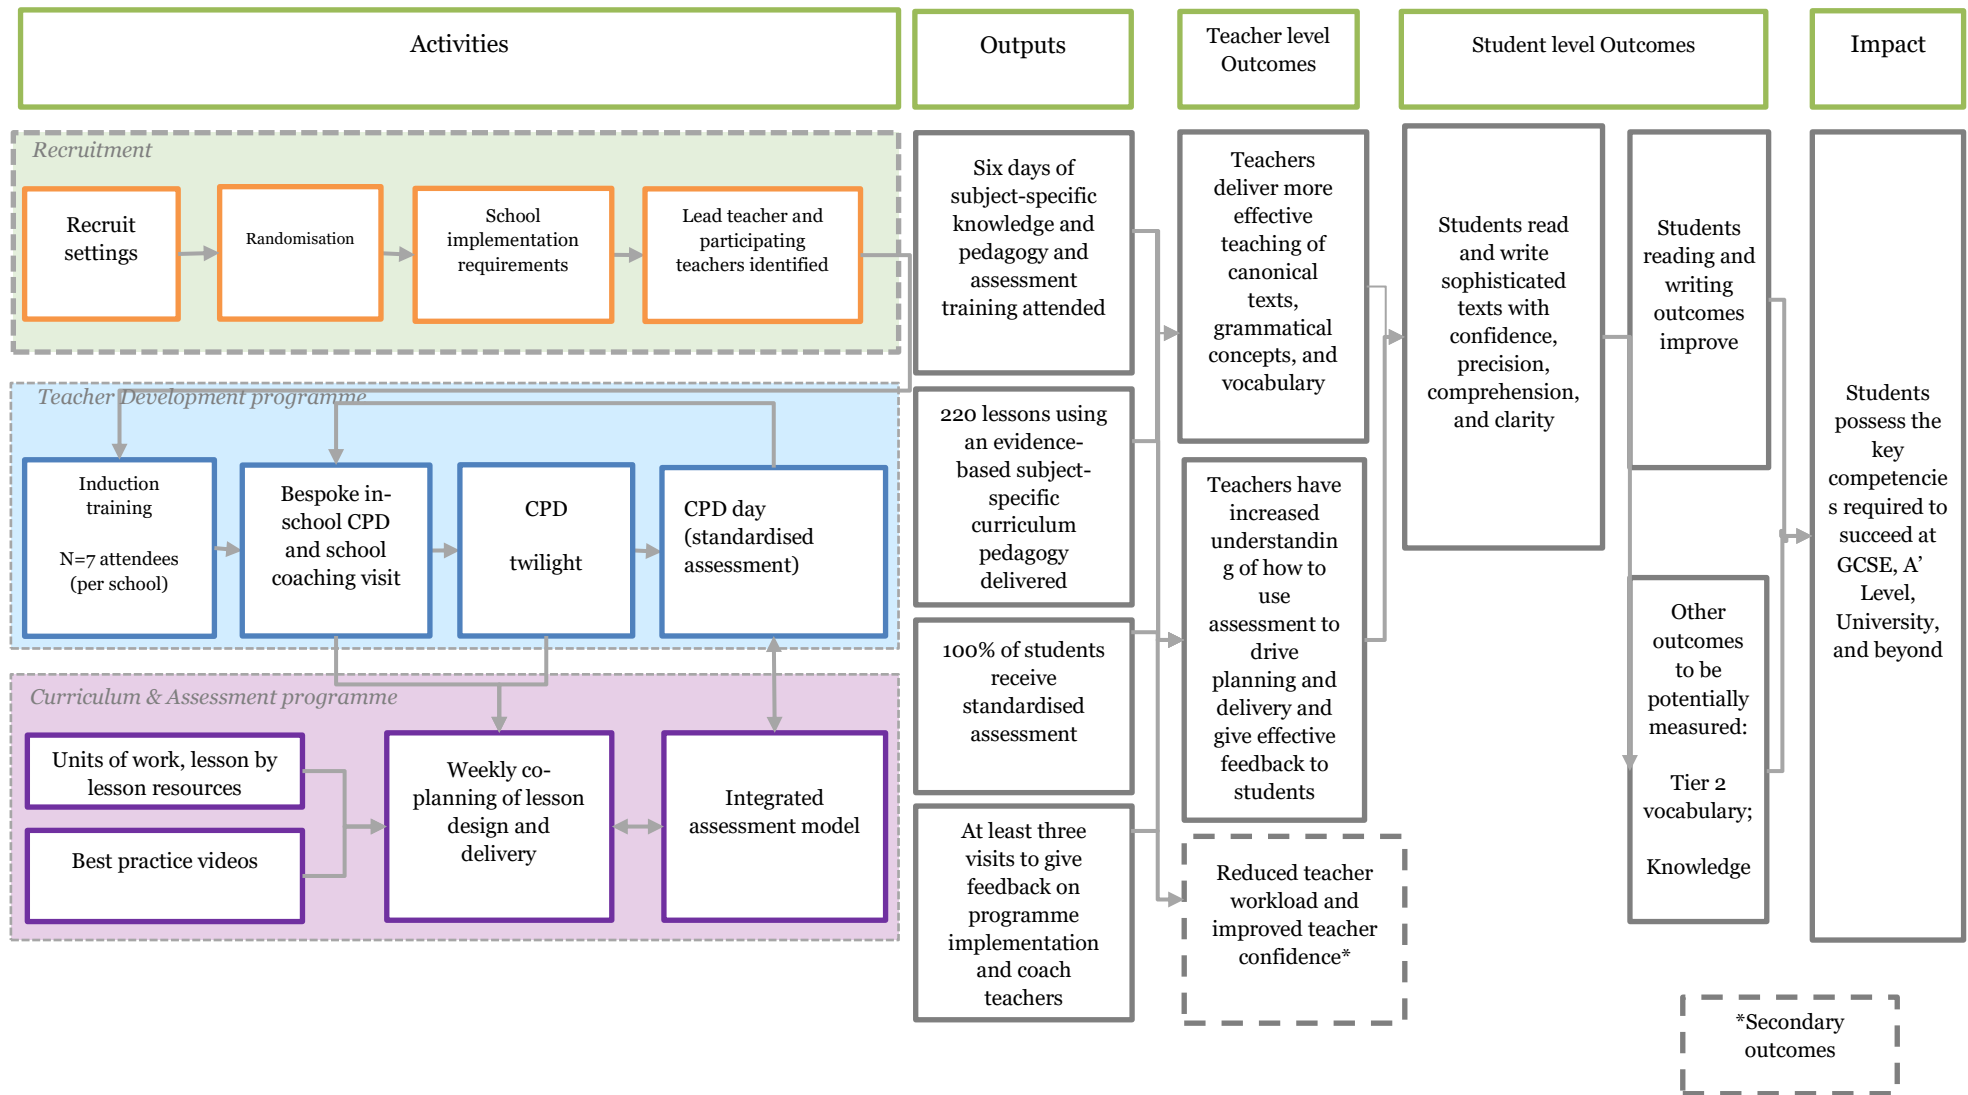 Activities
Outputs
Teacher level
Outcomes
Student level Outcomes
Impact
Recruitment
Recruit
settings
Randomisation
School
implementation
requirements
Lead teacher and
participating
teachers identified
Teacher Development programme
Induction
training
N=7 attendees
(per school)
Bespoke in-
school CPD
and school
coaching visit
CPD
twilight
CPD day
(standardised
assessment)
Curriculum & Assessment programme
Units of work, lesson by
lesson resources
Best practice videos
Weekly co-
planning of lesson
design and
delivery
Integrated
assessment model
Six days of
subject-specific
knowledge and
pedagogy and
assessment
training attended
220 lessons using
an evidence-
based subject-
specific
curriculum
pedagogy
delivered
100% of students
receive
standardised
assessment
At least three
visits to give
feedback on
programme
implementation
and coach
teachers
Teachers
deliver more
effective
teaching of
canonical
texts,
grammatical
concepts, and
vocabulary
Teachers have
increased
understandin
g of how to
use
assessment to
drive
planning and
delivery and
give effective
feedback to
students
Reduced teacher
workload and
improved teacher
confidence*
Students read
and write
sophisticated
texts with
confidence,
precision,
comprehension,
and clarity
Students
reading and
writing
outcomes
improve
Other
outcomes
to be
potentially
measured:
Tier 2
vocabulary;
Knowledge
Students
possess the
key
competencie
s required to
succeed at
GCSE, A’
Level,
University,
and beyond
*Secondary
outcomes